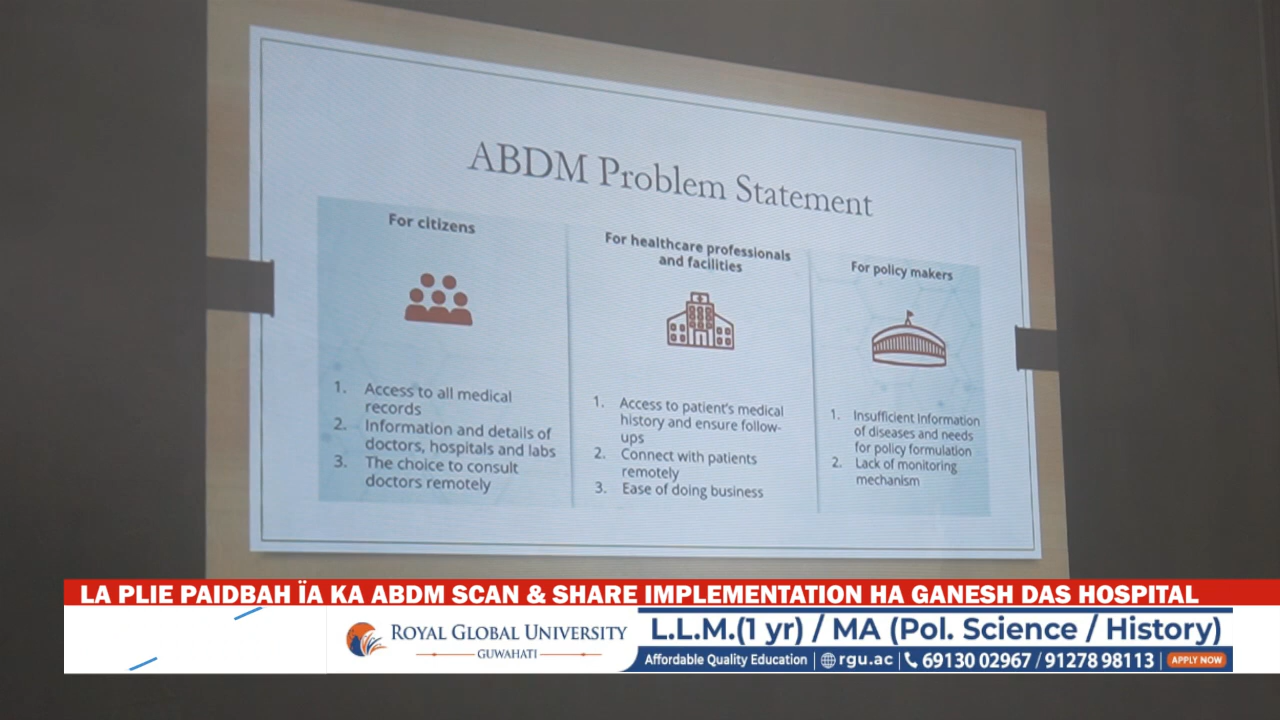 ABDM Problem Statement
For citizens
1. Access to all medical
records
2. Information and details of
doctors, hospitals and labs
3. The choice to consult
doctors remotely
For healthcare professionals
and facilities
1. Access to patient's medical
history and ensure follow-
ups
2. Connect with patients
remotely
3. Ease of doing business
For policy makers
1. Insufficient Information
of diseases and needs
for policy formulation
2. Lack of monitoring
mechanism
LA PLIE PAIDBAH ÏA KA ABDM SCAN & SHARE IMPLEMENTATION HA GANESH DAS HOSPITAL
ROYAL GLOBAL UNIVERSITY
GUWAHATI
L.L.M.(1 yr) / MA (Pol. Science / History)
Affordable Quality Education | rgu.ac | 69130 02967 / 91278 98113 | APPLY NOW